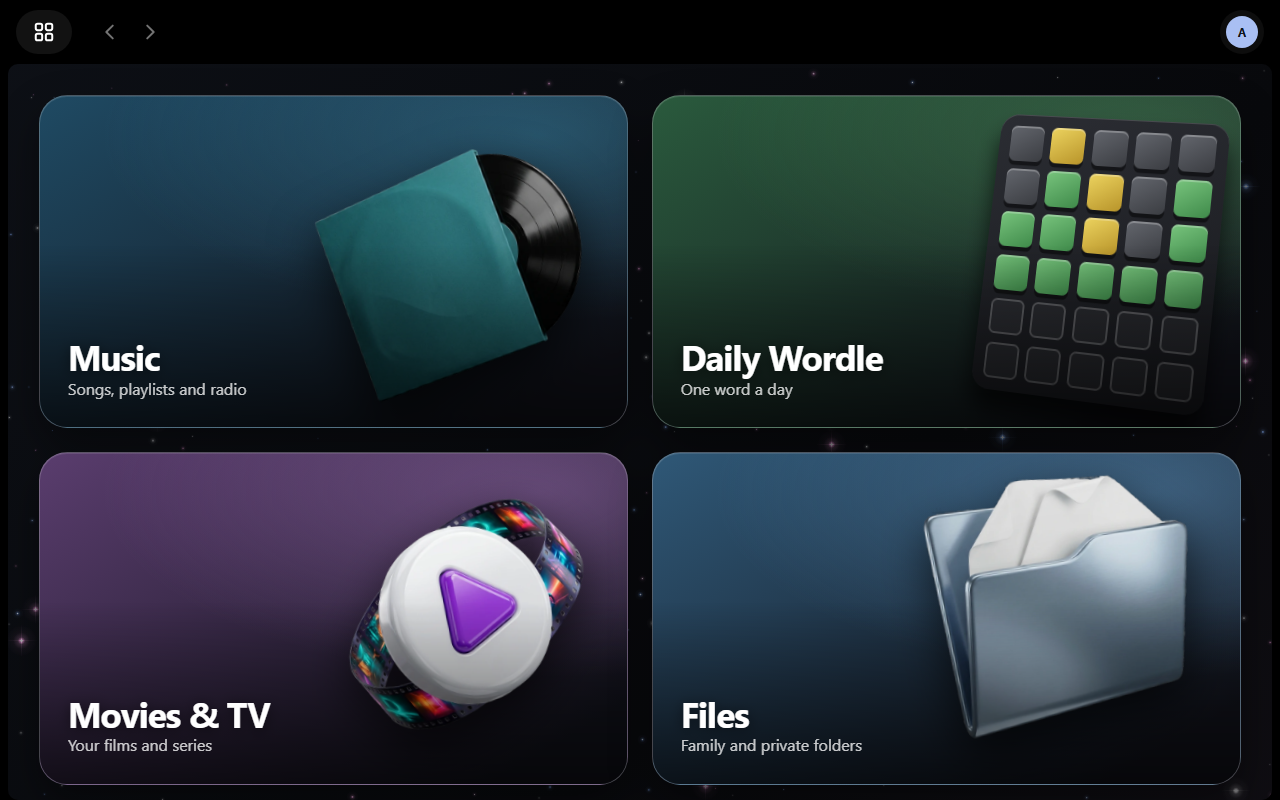 A
Music
Songs, playlists and radio
Daily Wordle
One word a day
Movies & TV
Your films and series
Files
Family and private folders